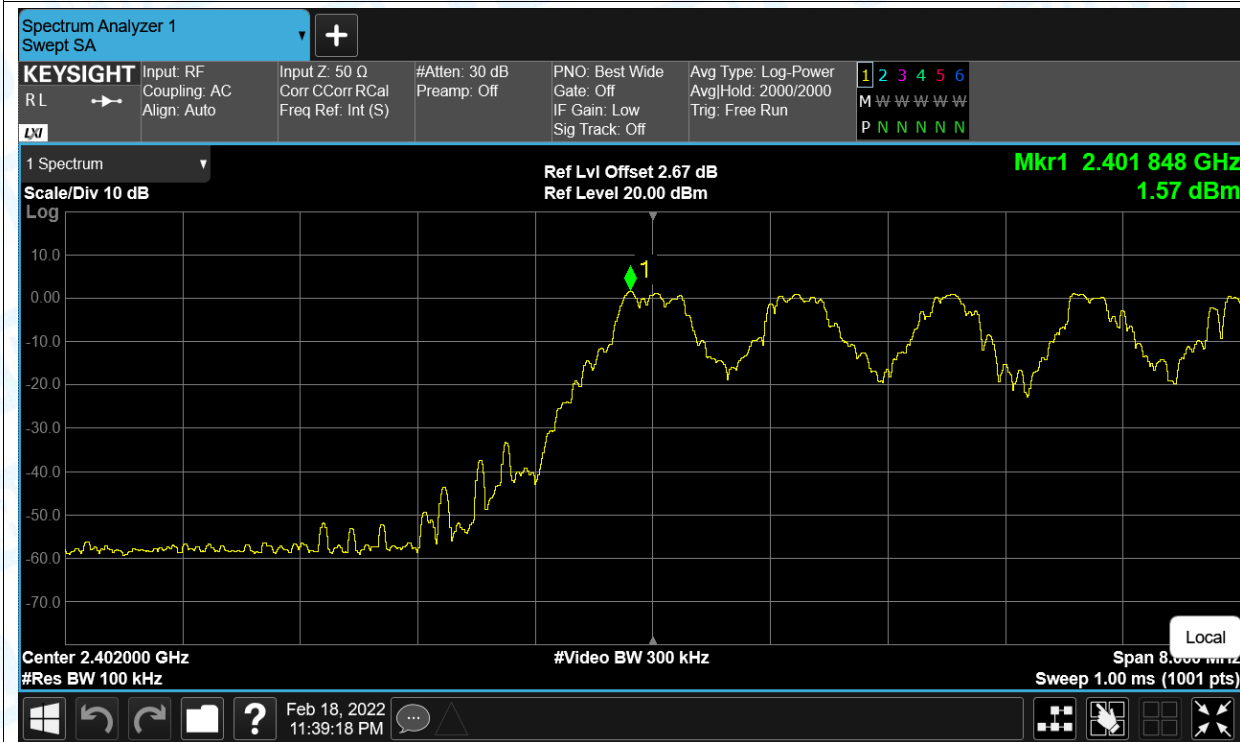 Spectrum Analyzer 1
Swept SA
KEYSIGHT
R L
LXI
Input: RF
Coupling: AC
Align: Auto
Input Z: 50 Ω
Corr CCorr RCal
Freq Ref: Int (S)
#Atten: 30 dB
Preamp: Off
PNO: Best Wide
Gate: Off
IF Gain: Low
Sig Track: Off
Avg Type: Log-Power
Avg|Hold: 2000/2000
Trig: Free Run
1 2 3 4 5 6
M W W W W W
P N N N N N
1 Spectrum
Scale/Div 10 dB
Log
Ref Lvl Offset 2.67 dB
Ref Level 20.00 dBm
Mkr1 2.401 848 GHz
1.57 dBm
1
10.0
0.00
-10.0
-20.0
-30.0
-40.0
-50.0
-60.0
-70.0
Local
Center 2.402000 GHz
#Video BW 300 kHz
Span 8.000 MHz
#Res BW 100 kHz
Sweep 1.00 ms (1001 pts)
?
Feb 18, 2022
11:39:18 PM